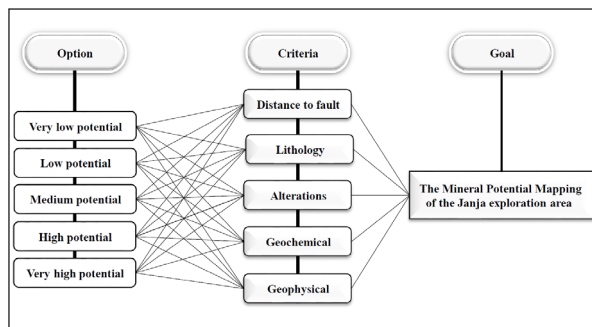 Option
Criteria
Goal
Very low potential
Low potential
Medium potential
High potential
Very high potential
Distance to fault
Lithology
Alterations
Geochemical
Geophysical
The Mineral Potential Mapping
of the Janja exploration area